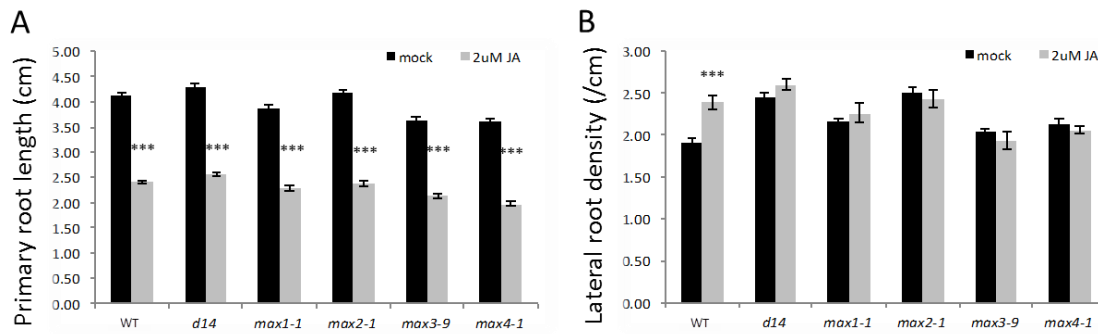 A
Primary root length (cm)
5.00
4.50
4.00
3.50
3.00
2.50
2.00
1.50
1.00
0.50
0.00
mock
2uM JA
***
***
***
***
***
***
WT
d14
max1-1
max2-1
max3-9
max4-1
B
Lateral root density (/cm)
3.00
2.50
2.00
1.50
1.00
0.50
0.00
mock
2uM JA
***
WT
d14
max1-1
max2-1
max3-9
max4-1